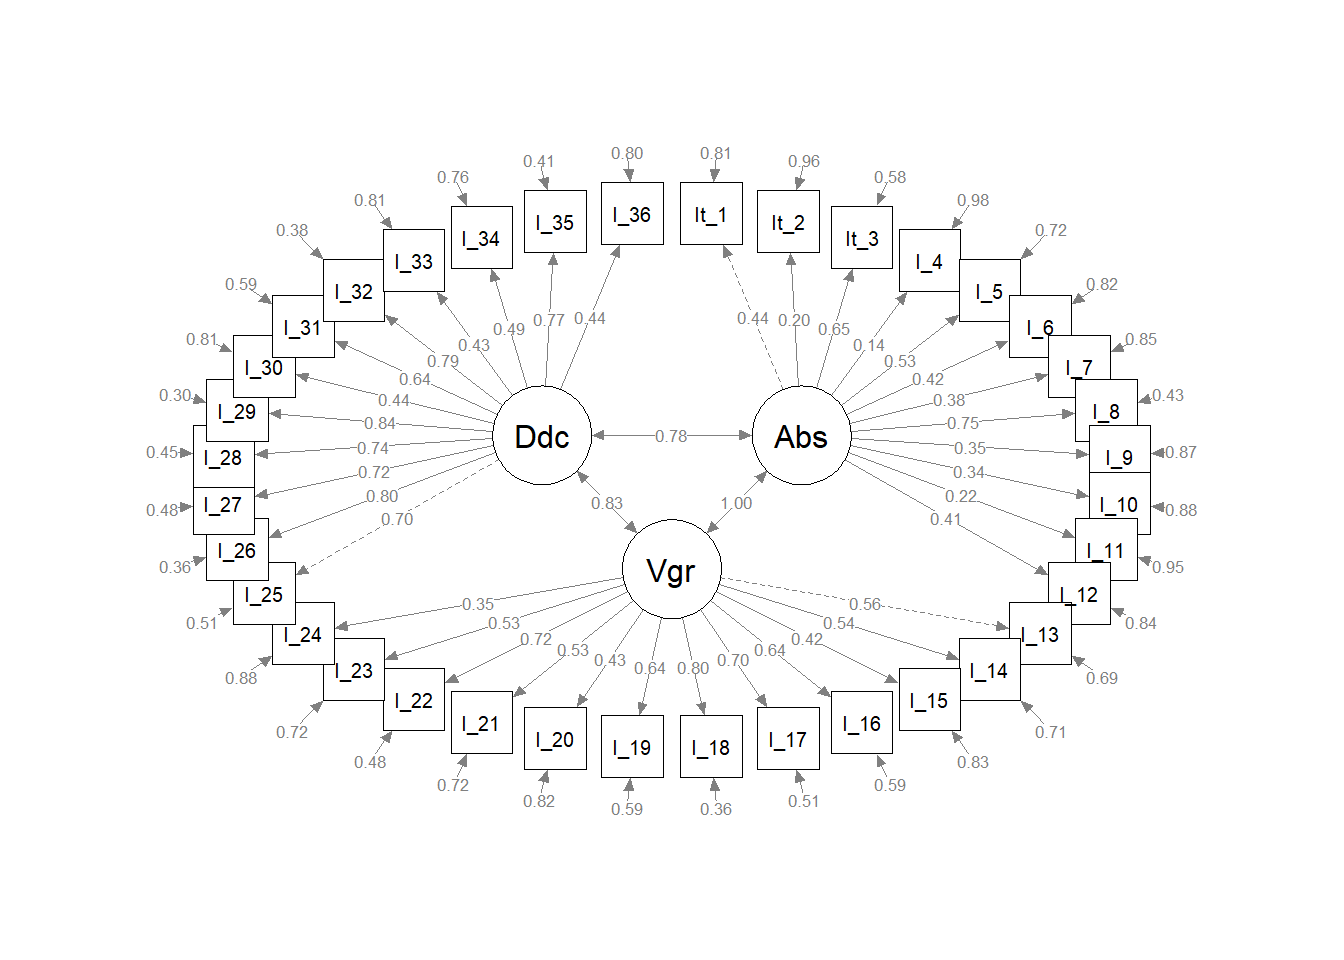 0.41
0.80
0.81
0.96
0.76
0.58
0.81
0.98
0.38
0.72
I_36
It_1
I_35
It_2
I_34
It_3
I_33
I_4
0.59
0.82
I_32
I_5
I_31
I_6
0.81
0.85
I_30
I_7
0.30
0.43
I_29
I_8
0.45
0.87
I_28
I_9
0.48
0.88
I_27
I_10
0.36
0.95
I_26
I_11
0.51
0.84
I_25
I_12
0.88
0.69
I_24
I_13
0.72
0.71
I_23
I_14
0.48
0.83
I_22
I_15
0.72
0.59
I_21
I_16
0.82
0.51
I_20
I_17
0.59
0.36
I_19
I_18
0.44
0.77
0.49
0.43
0.79
0.64
0.44
0.84
0.74
0.72
0.80
0.70
0.44
0.20
0.65
0.14
0.53
0.42
0.38
0.75
0.35
0.34
0.22
0.41
Ddc
0.78
Abs
0.83
1.00
Vgr
0.35
0.53
0.72
0.53
0.43
0.64
0.80
0.70
0.64
0.42
0.54
0.56